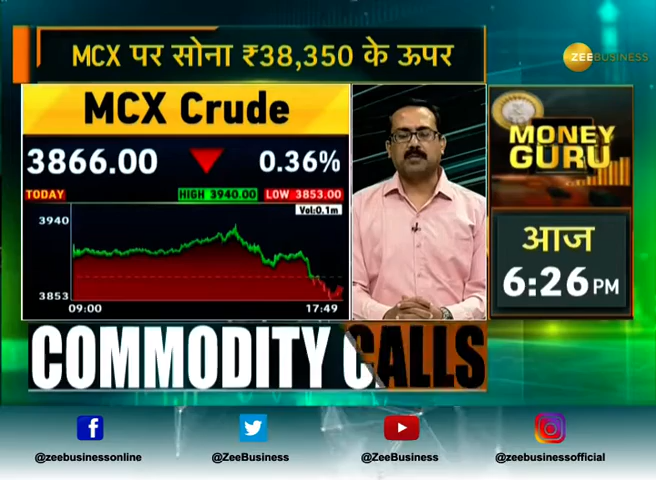 MCX पर सोना ₹38,350 के ऊपर
ZEEBUSINESS
MCX Crude
3866.00 0.36%
TODAY HIGH 3940.00 LOW 3853.00
Vol:0.1m
3940
3853
09:00 17:49
MONEY
GURU
आज
6:26 PM
COMMODITY CALLS
@zeebusinessonline @ZeeBusiness @ZeeBusiness @zeebusinessofficial